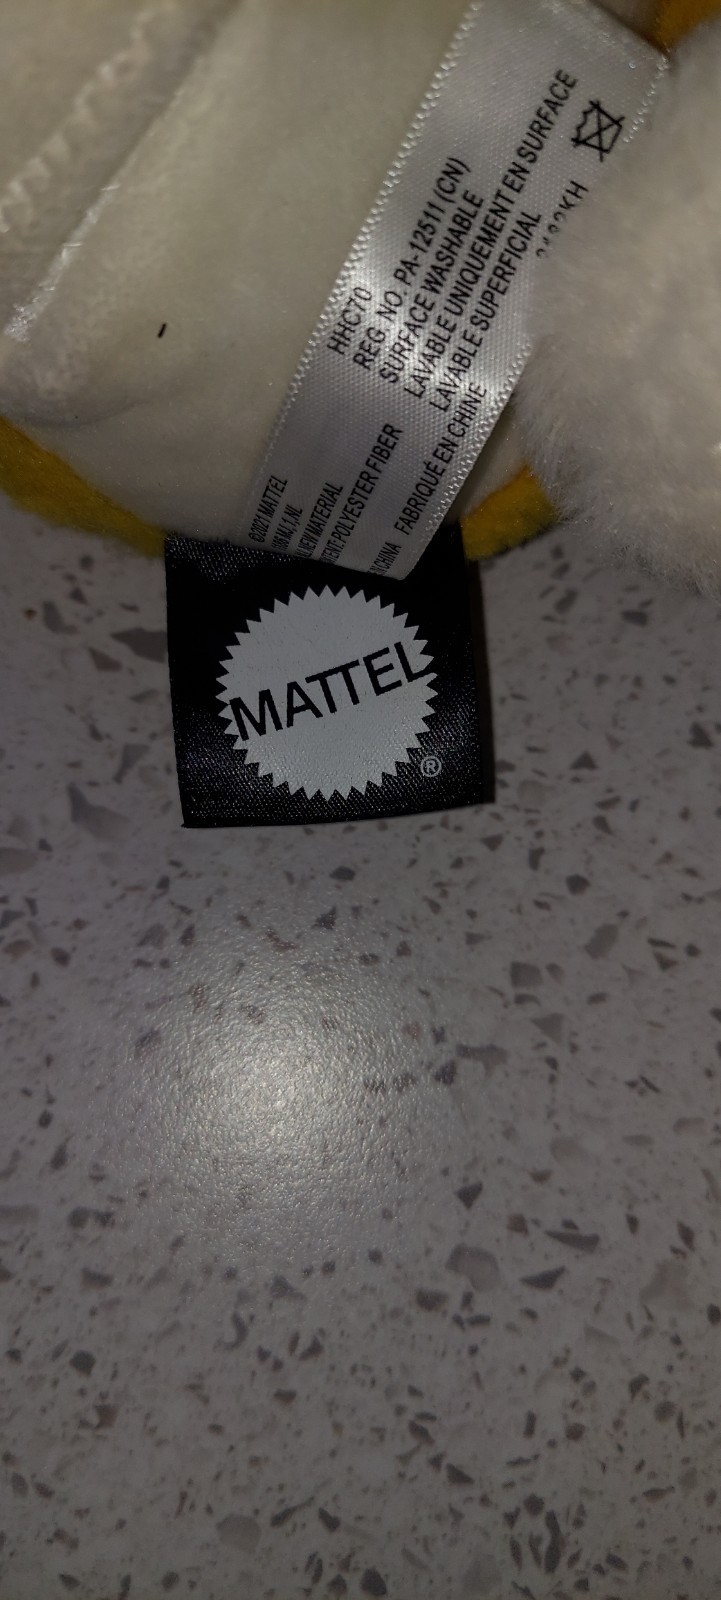 HHC70
REG. NO. PA-12511 (CN)
SURFACE WASHABLE
LAVABLE UNIQUEMENT EN SURFACE
LAVABLE SUPERFICIAL
©2021 MATTEL
NEW MATERIAL
POLYESTER FIBER
CHINA FABRIQUÉ EN CHINE
MATTEL
®